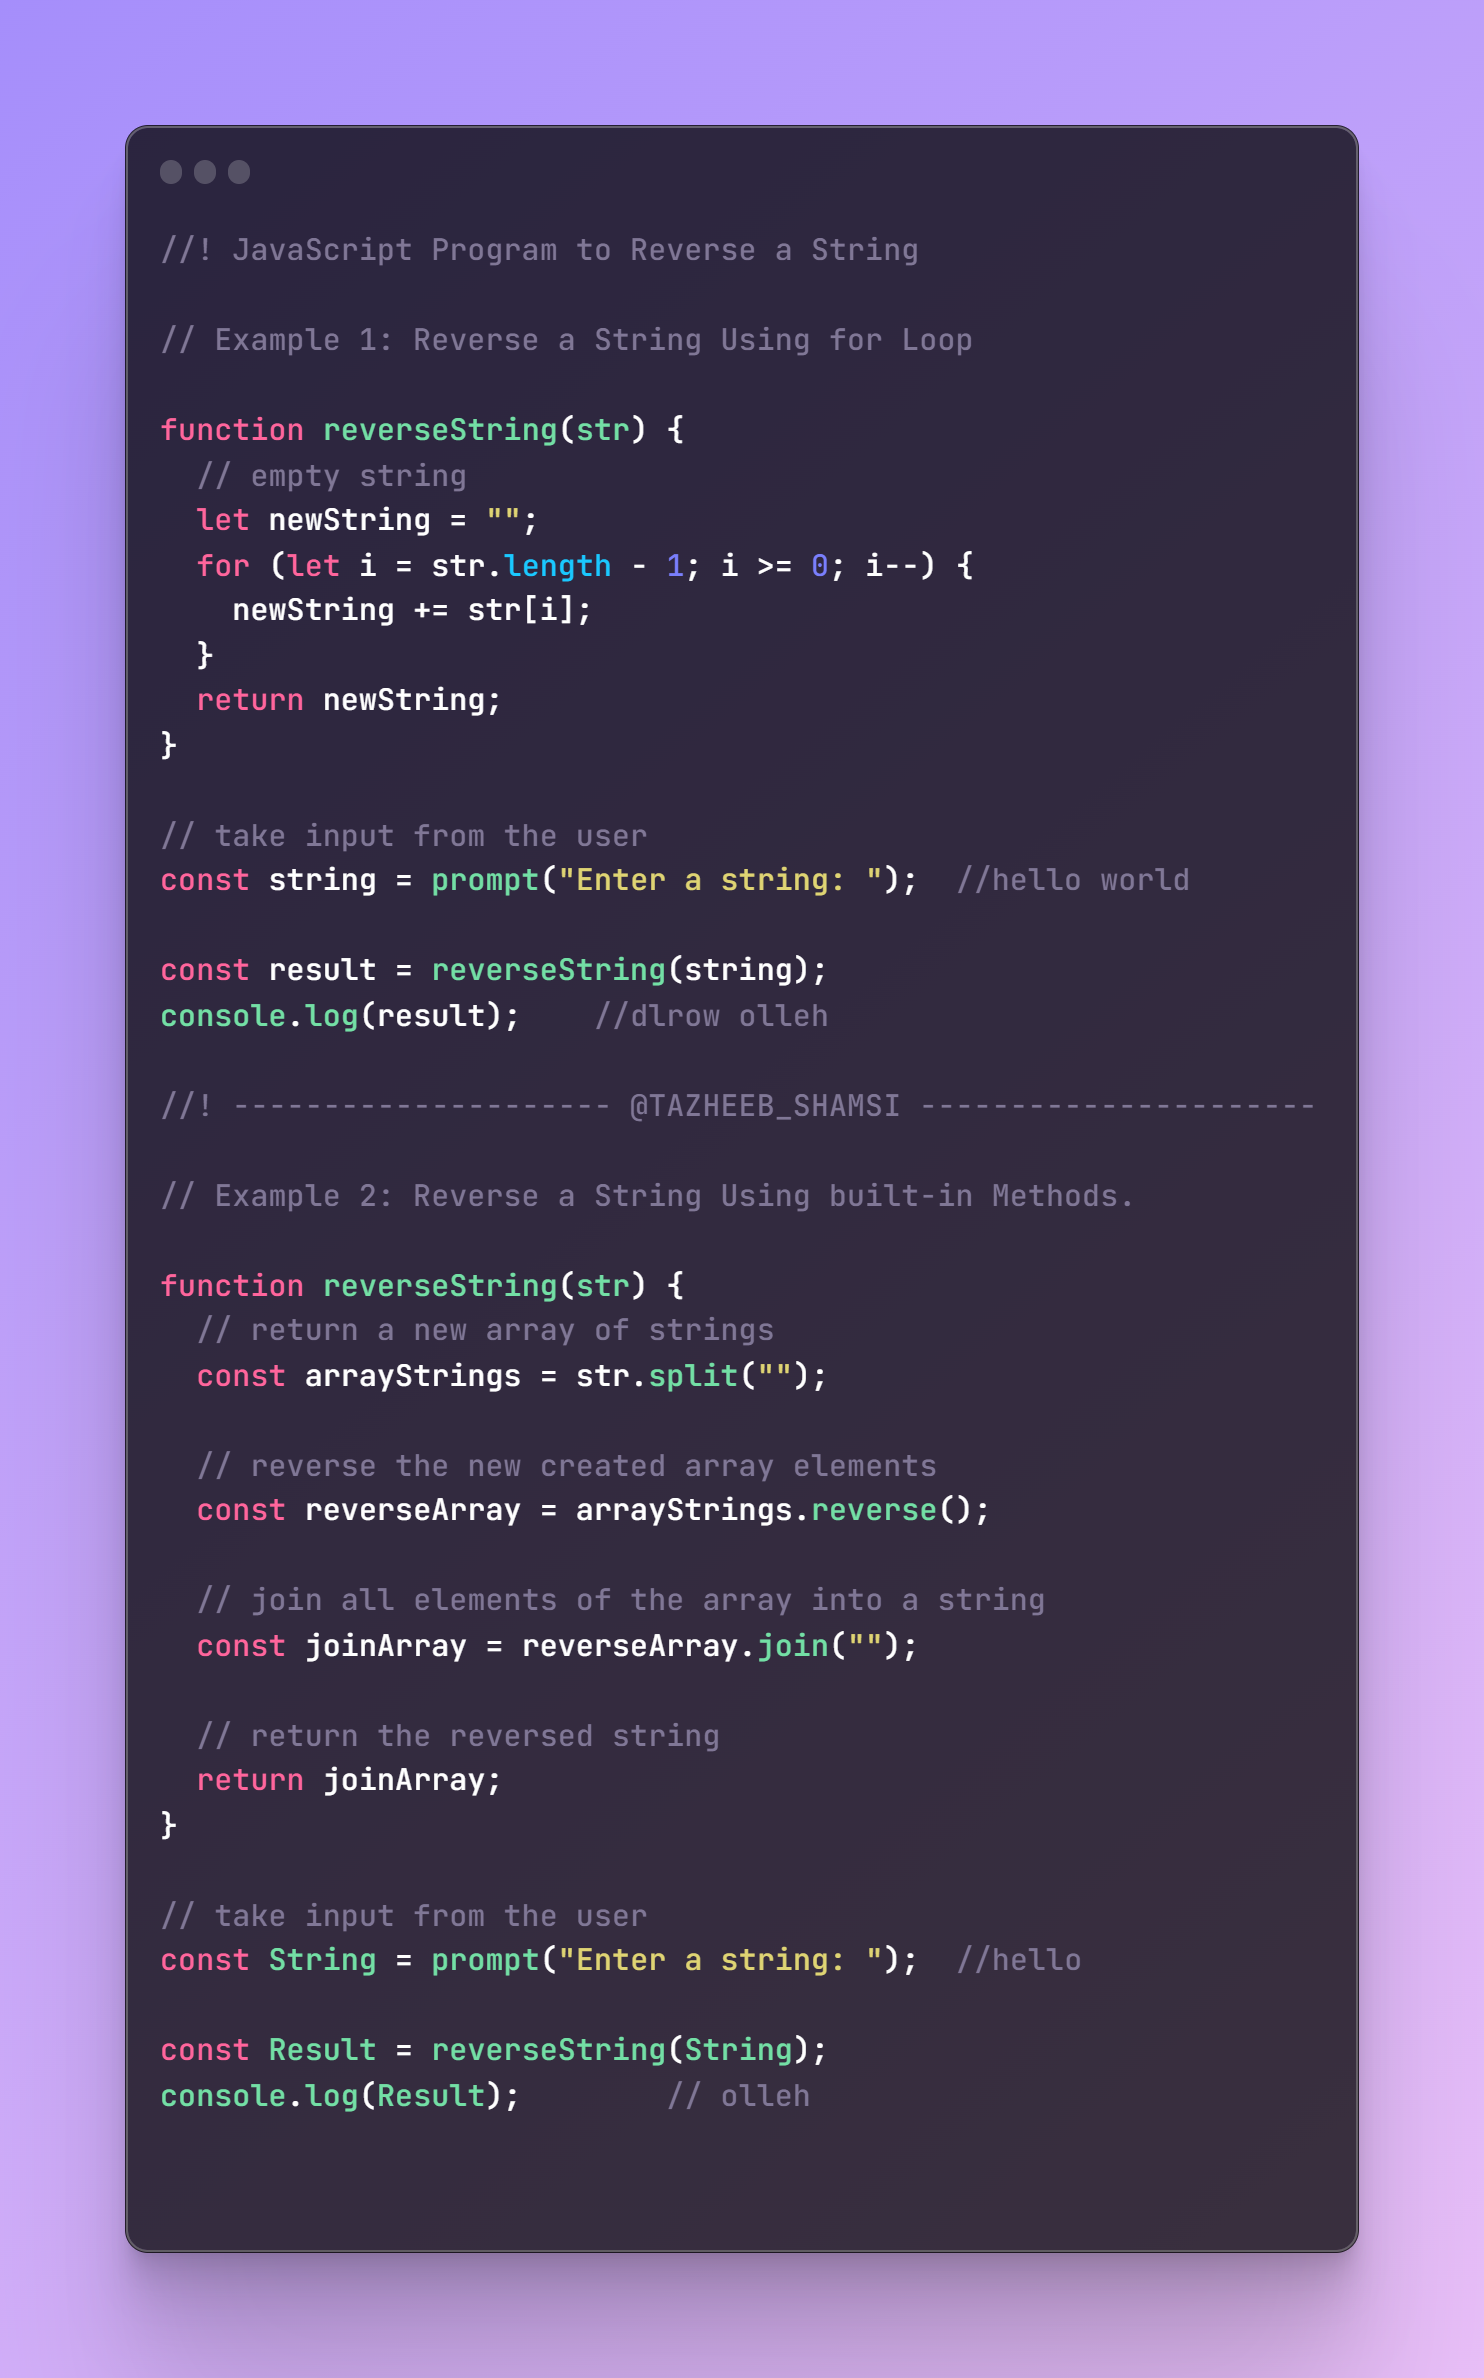 //! JavaScript Program to Reverse a String
// Example 1: Reverse a String Using for Loop
function reverseString(str) {
  // empty string
  let newString = "";
  for (let i = str.length - 1; i >= 0; i--) {
    newString += str[i];
  }
  return newString;
}
// take input from the user
const string = prompt("Enter a string: ");  //hello world
const result = reverseString(string);
console.log(result);    //dlrow olleh
//! --------------------- @TAZHEEB_SHAMSI ----------------------
// Example 2: Reverse a String Using built-in Methods.
function reverseString(str) {
  // return a new array of strings
  const arrayStrings = str.split("");
  // reverse the new created array elements
  const reverseArray = arrayStrings.reverse();
  // join all elements of the array into a string
  const joinArray = reverseArray.join("");
  // return the reversed string
  return joinArray;
}
// take input from the user
const String = prompt("Enter a string: ");  //hello
const Result = reverseString(String);
console.log(Result);        // olleh